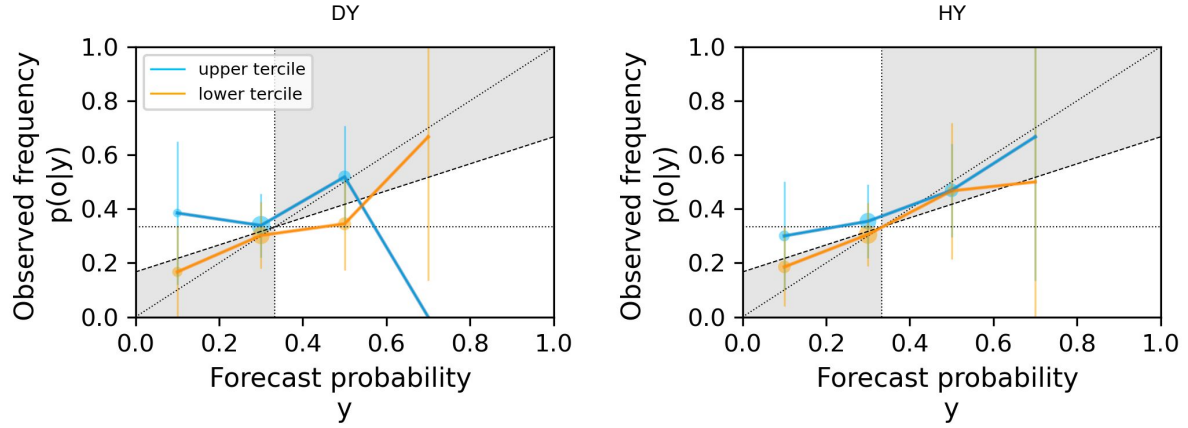 DY
Observed frequency
p(o|y)
1.0
0.8
0.6
0.4
0.2
0.0
upper tercile
lower tercile
0.0 0.2 0.4 0.6 0.8 1.0
Forecast probability
y
HY
Observed frequency
p(o|y)
1.0
0.8
0.6
0.4
0.2
0.0
0.0 0.2 0.4 0.6 0.8 1.0
Forecast probability
y